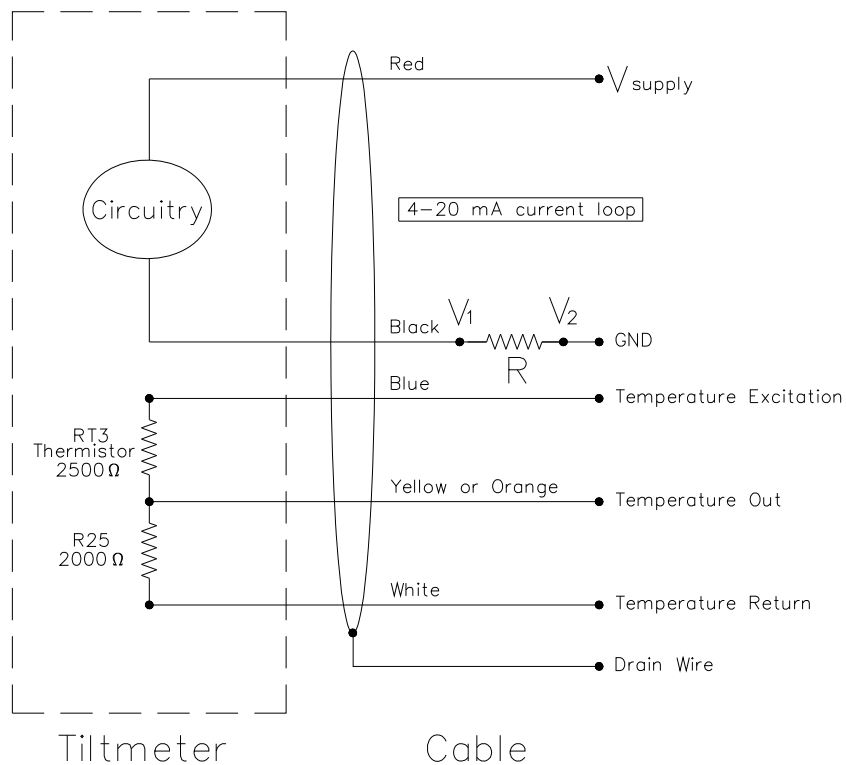 Red
V supply
Circuitry
4-20 mA current loop
Black
V1
V2
GND
R
Blue
Temperature Excitation
RT3
Thermistor
2500Ω
Yellow or Orange
Temperature Out
R25
2000Ω
White
Temperature Return
Drain Wire
Tiltmeter
Cable